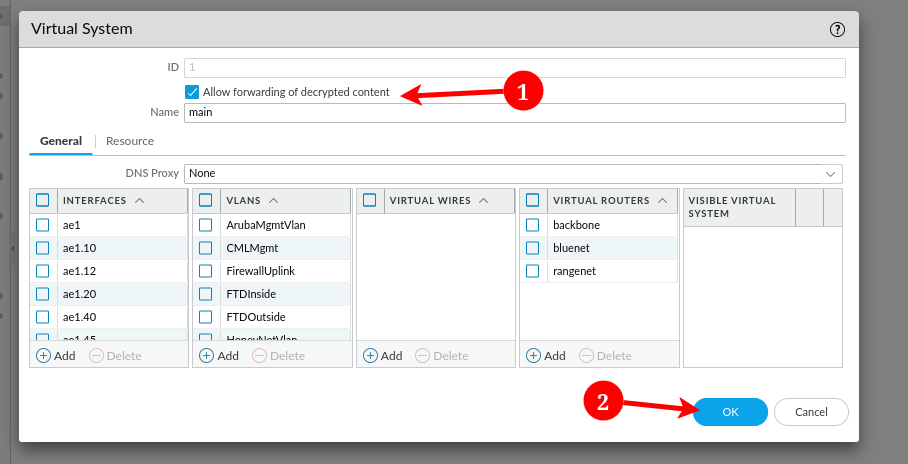 Virtual System
?
ID 1
Allow forwarding of decrypted content
1
Name main
General Resource
DNS Proxy None
INTERFACES VLANS VIRTUAL WIRES VIRTUAL ROUTERS VISIBLE VIRTUAL SYSTEM
ae1 ArubaMgmtVlan backbone
ae1.10 CMLMgmt bluenet
ae1.12 FirewallUplink rangenet
ae1.20 FTDInside
ae1.40 FTDOutside
ae1.45 HoneyNetVlan
Add Delete Add Delete Add Delete Add Delete
2
OK Cancel